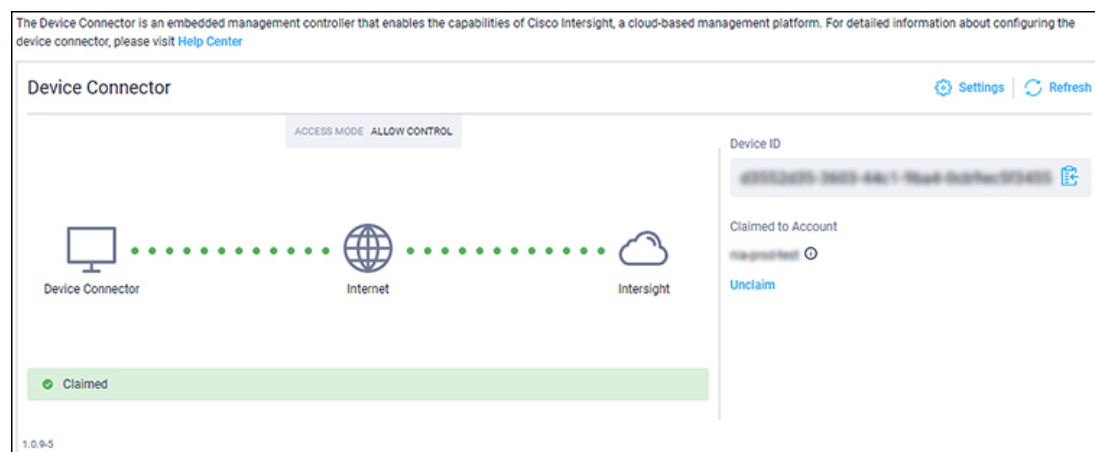 The Device Connector is an embedded management controller that enables the capabilities of Cisco Intersight, a cloud-based management platform. For detailed information about configuring the
device connector, please visit Help Center
Device Connector
Settings
Refresh
ACCESS MODE ALLOW CONTROL
Device ID
Claimed to Account
Unclaim
Device Connector
Internet
Intersight
Claimed
1.0.9-5